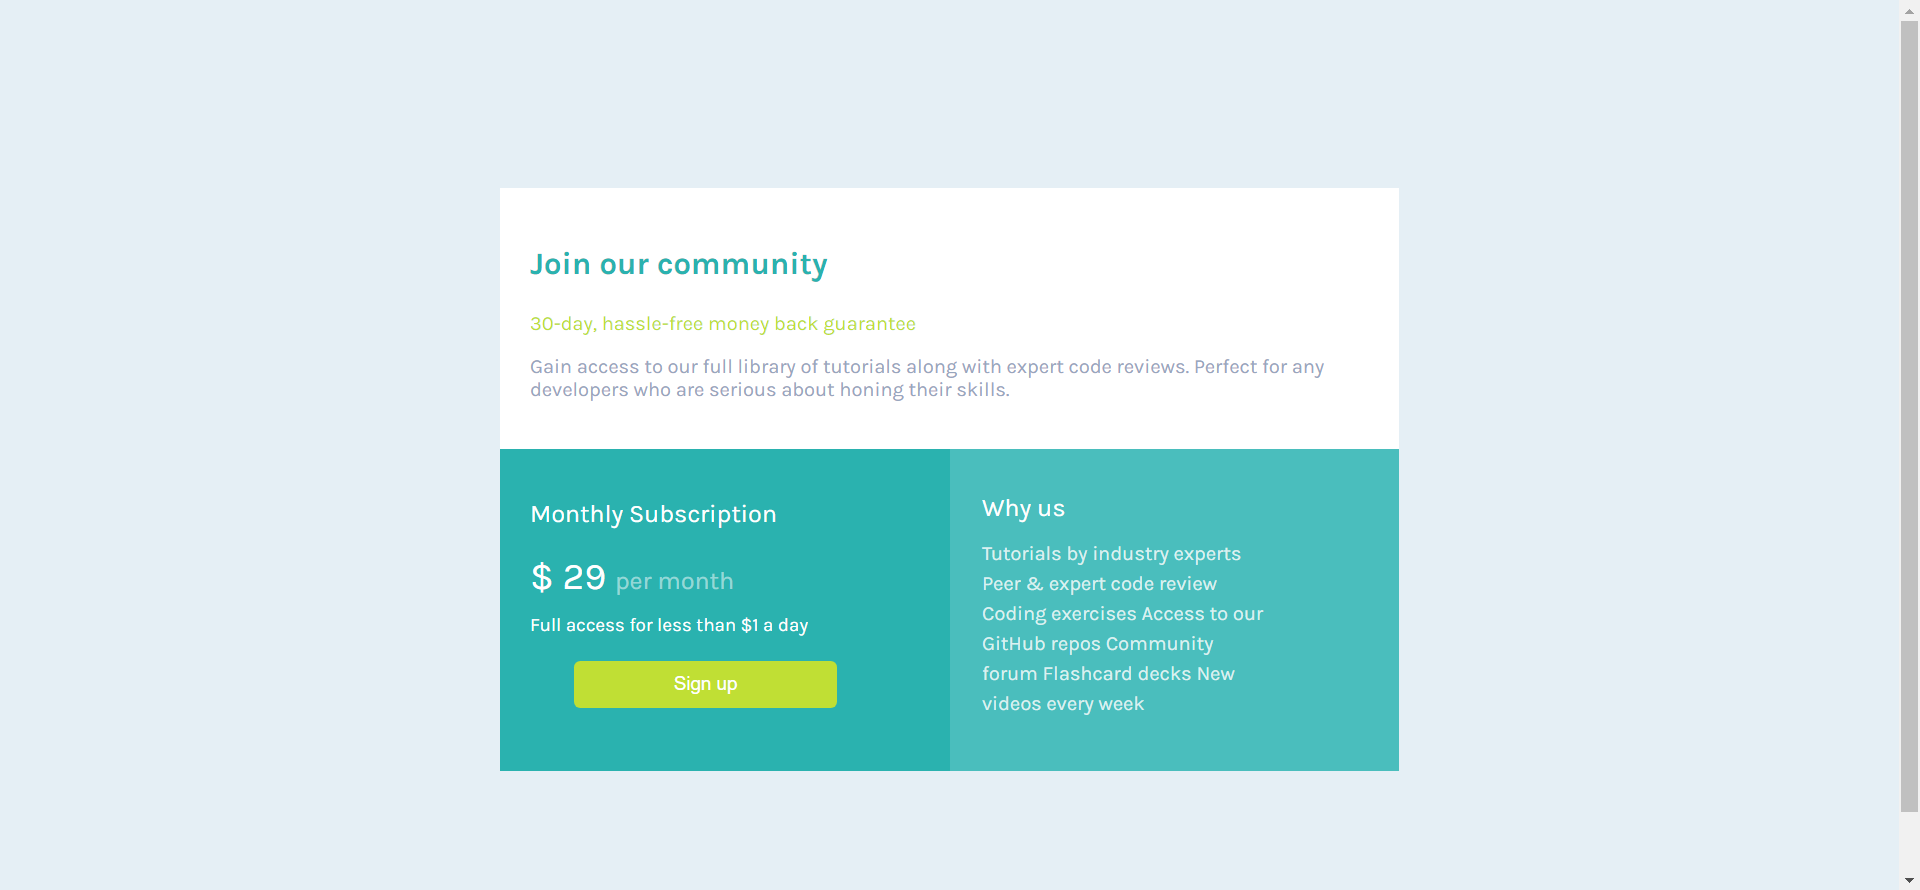 Join our community
30-day, hassle-free money back guarantee
Gain access to our full library of tutorials along with expert code reviews. Perfect for any
developers who are serious about honing their skills.
Monthly Subscription
$ 29 per month
Full access for less than $1 a day
Sign up
Why us
Tutorials by industry experts
Peer & expert code review
Coding exercises Access to our
GitHub repos Community
forum Flashcard decks New
videos every week